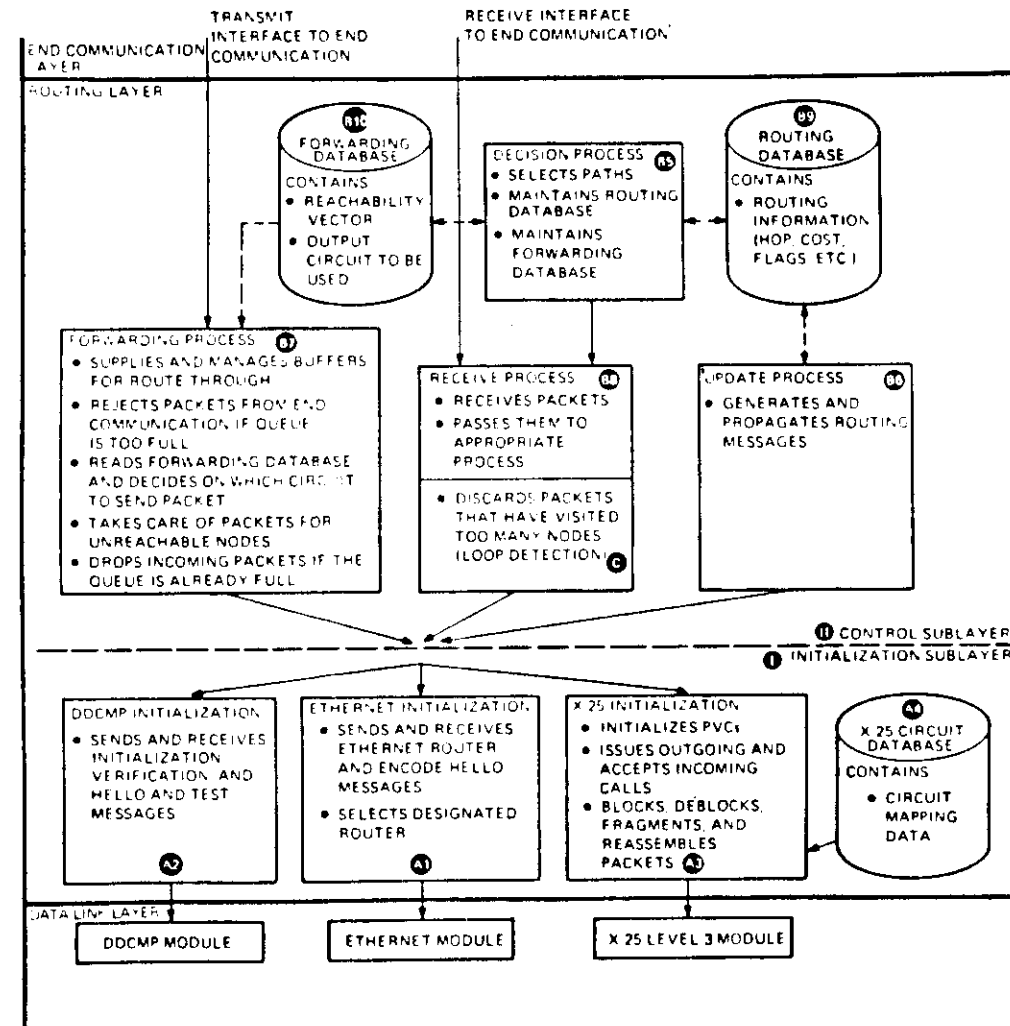 TRANSMIT
INTERFACE TO END
COMMUNICATION
RECEIVE INTERFACE
TO END COMMUNICATION
END COMMUNICATION
LAYER
ROUTING LAYER
FORWARDING
DATABASE
CONTAINS
• REACHABILITY
VECTOR
• OUTPUT
CIRCUIT TO BE
USED
DECISION PROCESS
• SELECTS PATHS
• MAINTAINS ROUTING
DATABASE
• MAINTAINS
FORWARDING
DATABASE
B9
ROUTING
DATABASE
CONTAINS
• ROUTING
INFORMATION
(HOP, COST,
FLAGS ETC)
FORWARDING PROCESS
• SUPPLIES AND MANAGES BUFFERS
FOR ROUTE THROUGH
• REJECTS PACKETS FROM END
COMMUNICATION IF QUEUE
IS TOO FULL
• READS FORWARDING DATABASE
AND DECIDES ON WHICH CIRCUIT
TO SEND PACKET
• TAKES CARE OF PACKETS FOR
UNREACHABLE NODES
• DROPS INCOMING PACKETS IF THE
QUEUE IS ALREADY FULL
RECEIVE PROCESS
• RECEIVES PACKETS
• PASSES THEM TO
APPROPRIATE
PROCESS
• DISCARDS PACKETS
THAT HAVE VISITED
TOO MANY NODES
(LOOP DETECTION) C
UPDATE PROCESS
• GENERATES AND
PROPAGATES ROUTING
MESSAGES
CONTROL SUBLAYER
INITIALIZATION SUBLAYER
DDCMP INITIALIZATION
• SENDS AND RECEIVES
INITIALIZATION
VERIFICATION AND
HELLO AND TEST
MESSAGES
A2
ETHERNET INITIALIZATION
• SENDS AND RECEIVES
ETHERNET ROUTER
AND ENCODE HELLO
MESSAGES
• SELECTS DESIGNATED
ROUTER
A1
X 25 INITIALIZATION
• INITIALIZES PVCs
• ISSUES OUTGOING AND
ACCEPTS INCOMING
CALLS
• BLOCKS, DEBLOCKS,
FRAGMENTS, AND
REASSEMBLES
PACKETS A3
A4
X 25 CIRCUIT
DATABASE
CONTAINS
• CIRCUIT
MAPPING
DATA
DATA LINK LAYER
DDCMP MODULE
ETHERNET MODULE
X 25 LEVEL 3 MODULE